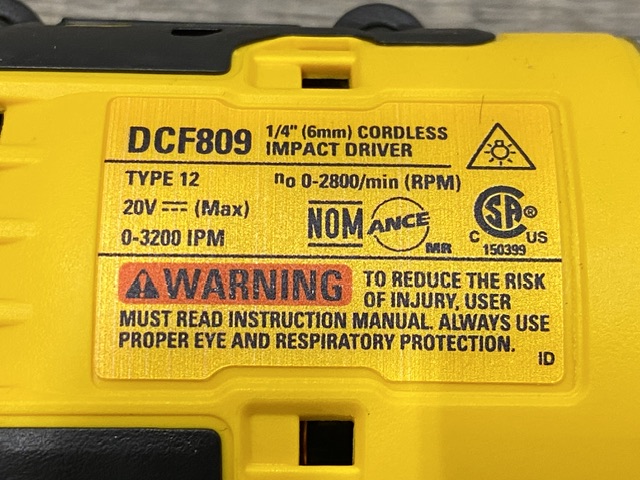 DCF809 1/4" (6mm) CORDLESS
IMPACT DRIVER
TYPE 12 no 0-2800/min (RPM)
20V ⎓ (Max)
0-3200 IPM
NOM ANCE MR
CSA ®
C US
150399
WARNING TO REDUCE THE RISK
OF INJURY, USER
MUST READ INSTRUCTION MANUAL. ALWAYS USE
PROPER EYE AND RESPIRATORY PROTECTION.
ID